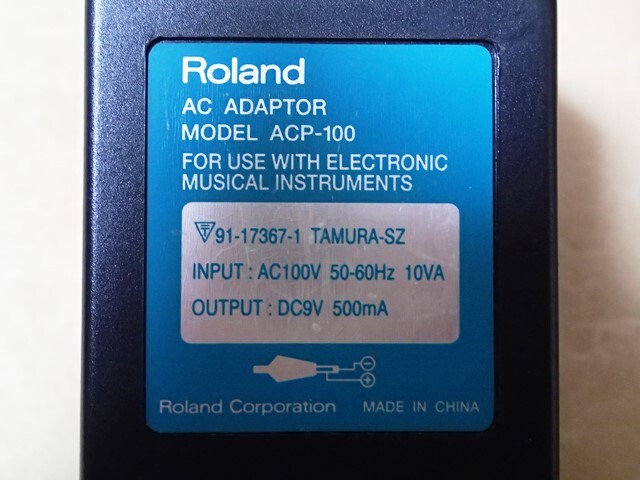 Roland
AC ADAPTOR
MODEL ACP-100
FOR USE WITH ELECTRONIC
MUSICAL INSTRUMENTS
91-17367-1 TAMURA-SZ
INPUT : AC100V 50-60Hz 10VA
OUTPUT : DC9V 500mA
Roland Corporation MADE IN CHINA